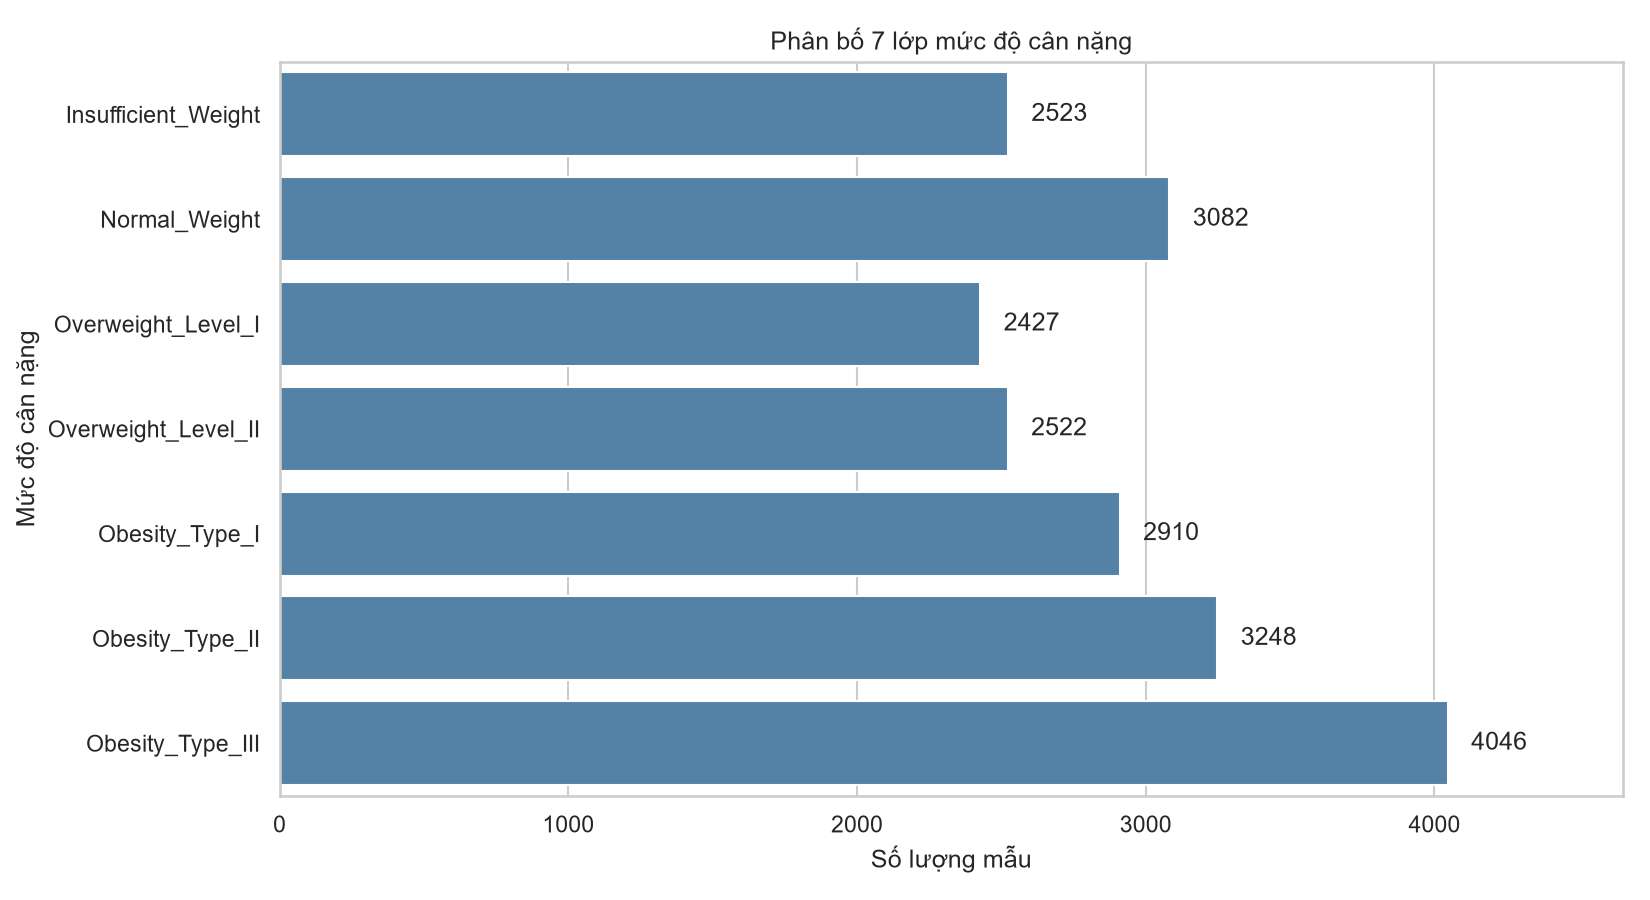 Phân bố 7 lớp mức độ cân nặng
Mức độ cân nặng
Insufficient_Weight
2523
Normal_Weight
3082
Overweight_Level_I
2427
Overweight_Level_II
2522
Obesity_Type_I
2910
Obesity_Type_II
3248
Obesity_Type_III
4046
0 1000 2000 3000 4000
Số lượng mẫu